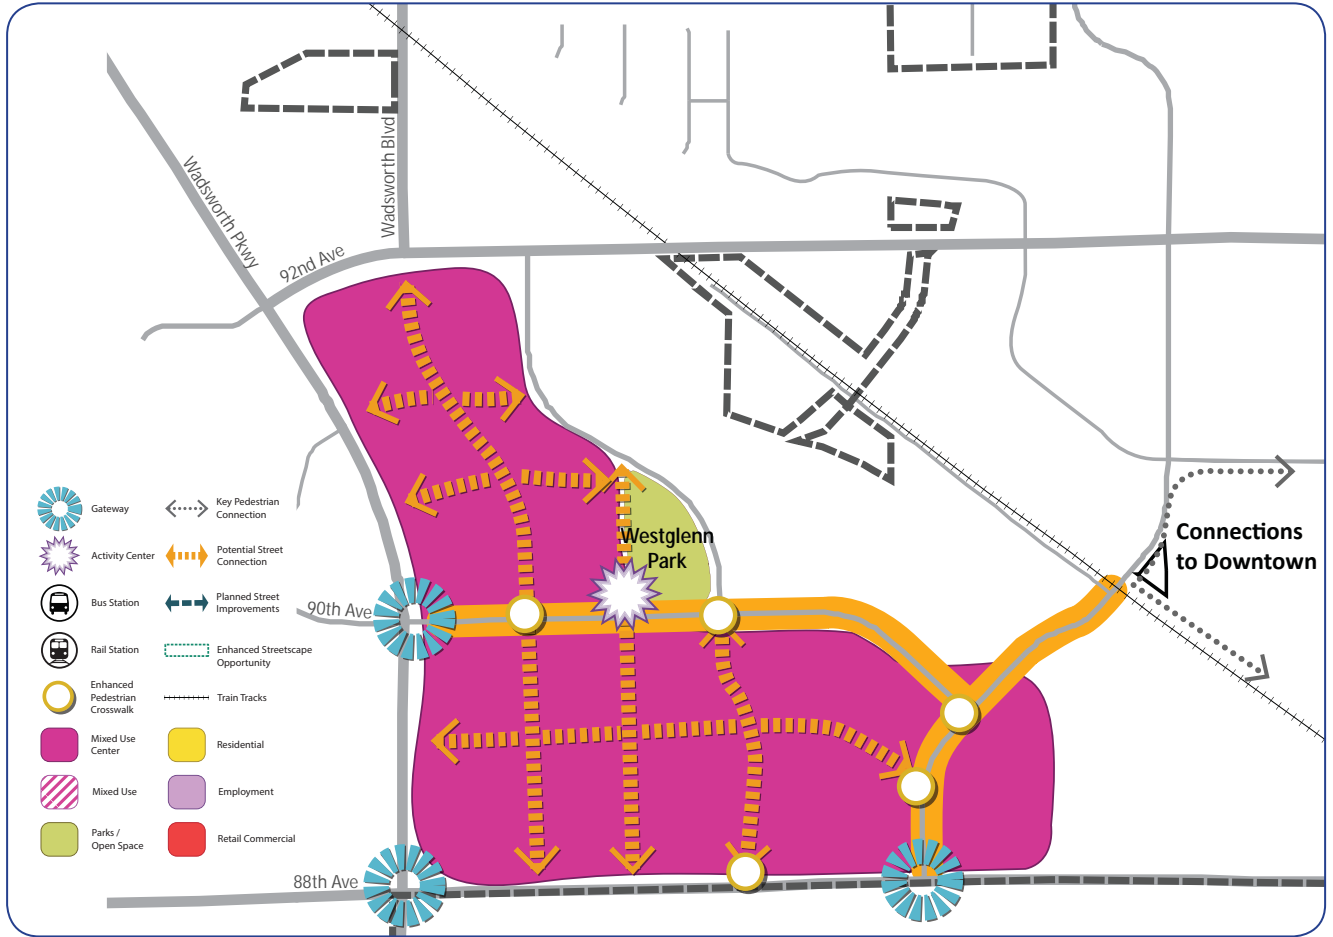 Wadsworth Blvd
Wadsworth Pkwy
92nd Ave
Westglenn
Park
Connections
to Downtown
90th Ave
88th Ave
Gateway
Key Pedestrian
Connection
Activity Center
Potential Street
Connection
Bus Station
Planned Street
Improvements
Rail Station
Enhanced Streetscape
Opportunity
Enhanced
Pedestrian
Crosswalk
Train Tracks
Mixed Use
Center
Residential
Mixed Use
Employment
Parks /
Open Space
Retail Commercial